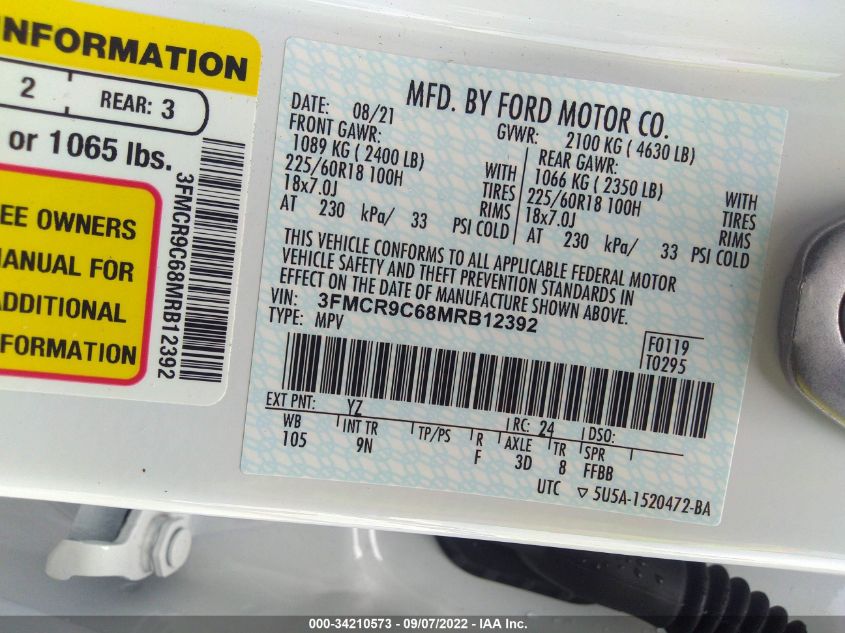 INFORMATION
2 REAR: 3
or 1065 lbs.
EE OWNERS
MANUAL FOR
ADDITIONAL
INFORMATION
3FMCR9C68MRB12392
MFD. BY FORD MOTOR CO.
DATE: 08/21 GVWR: 2100 KG ( 4630 LB)
FRONT GAWR: REAR GAWR:
1089 KG ( 2400 LB) WITH 1066 KG ( 2350 LB) WITH
225/60R18 100H TIRES 225/60R18 100H TIRES
18x7.0J RIMS 18x7.0J RIMS
AT 230 kPa/ 33 PSI COLD AT 230 kPa/ 33 PSI COLD
THIS VEHICLE CONFORMS TO ALL APPLICABLE FEDERAL MOTOR
VEHICLE SAFETY AND THEFT PREVENTION STANDARDS IN
EFFECT ON THE DATE OF MANUFACTURE SHOWN ABOVE.
VIN: 3FMCR9C68MRB12392
TYPE: MPV
F0119
T0295
EXT PNT: YZ RC: 24 DSO:
WB INT TR TP/PS R AXLE TR SPR
105 9N F 3D 8 FFBB
UTC ▽ 5U5A-1520472-BA
000-34210573 - 09/07/2022 - IAA Inc.